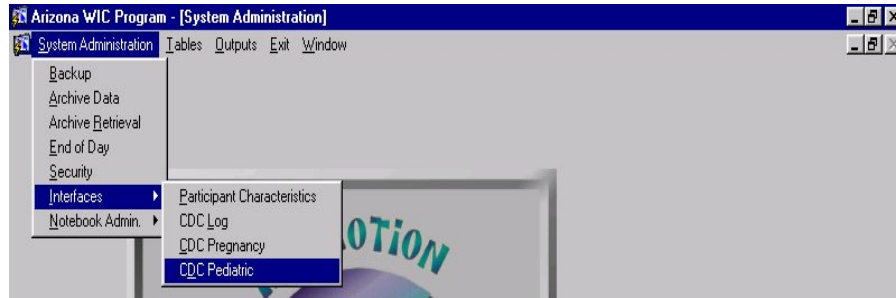 Arizona WIC Program - [System Administration]
System Administration Tables Outputs Exit Window
Backup
Archive Data
Archive Retrieval
End of Day
Security
Interfaces
Notebook Admin.
Participant Characteristics
CDC Log
CDC Pregnancy
CDC Pediatric
OTION